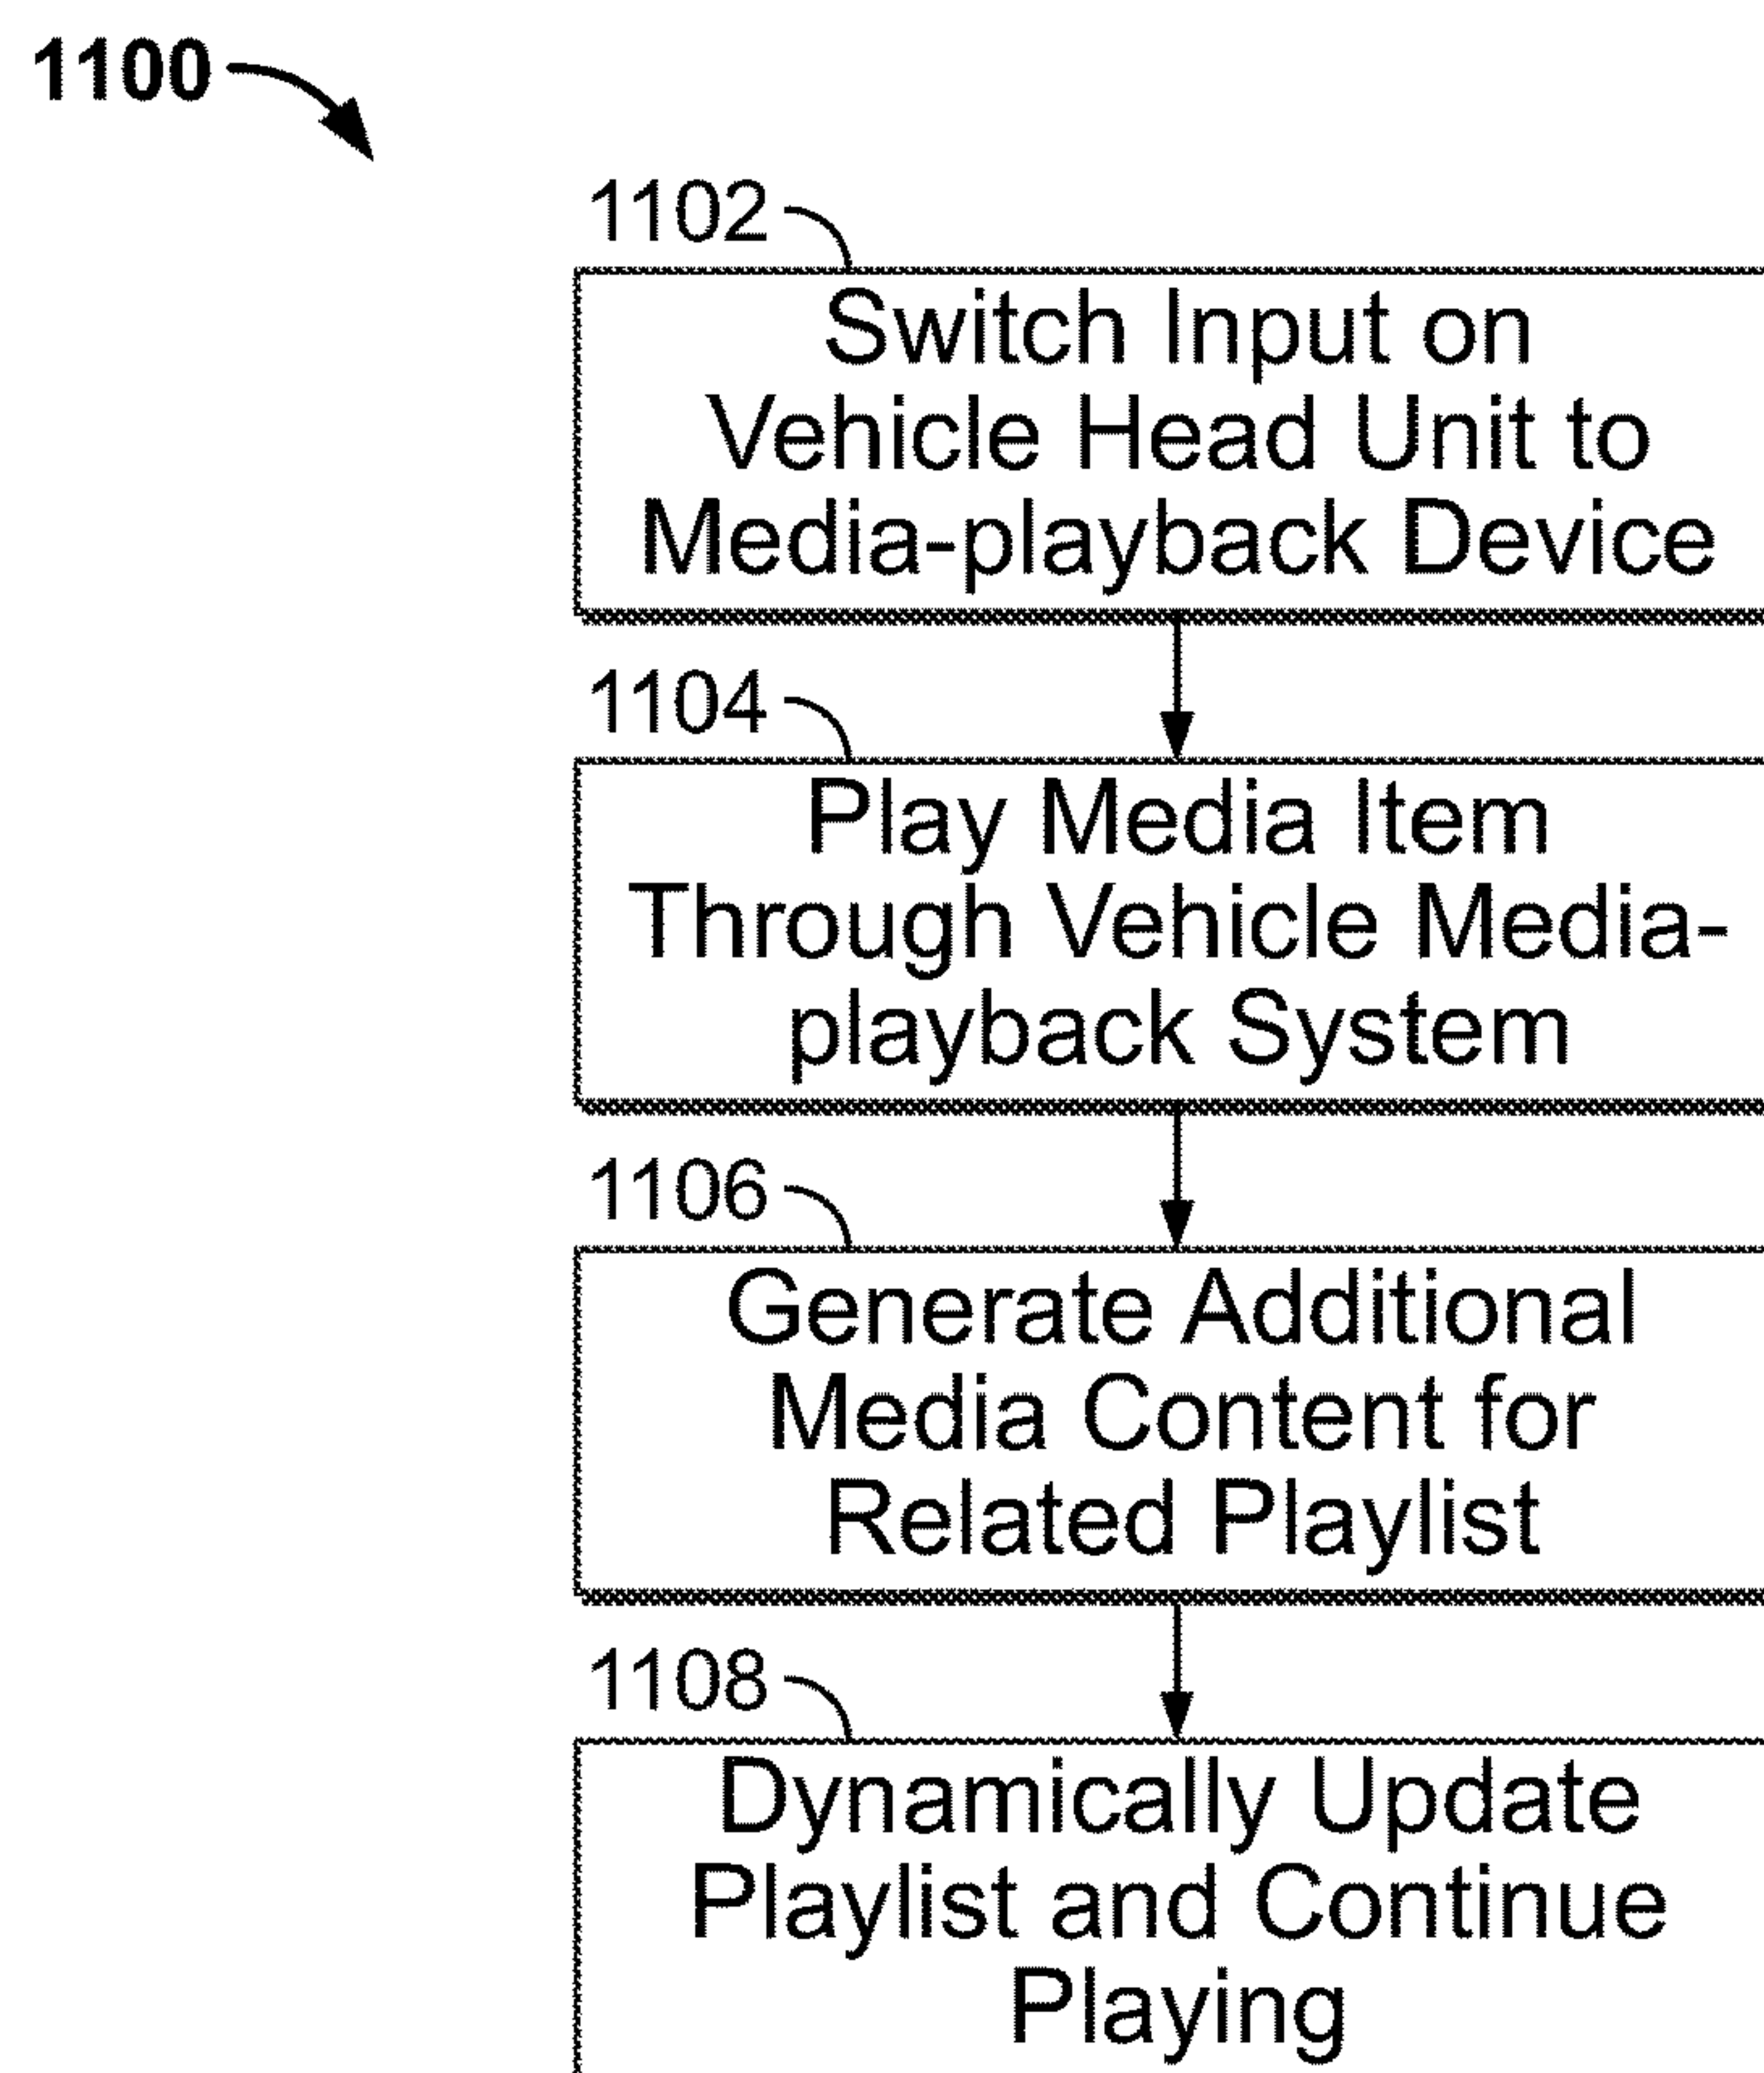 1100
1102
Switch Input on
Vehicle Head Unit to
Media-playback Device
1104
Play Media Item
Through Vehicle Media-
playback System
1106
Generate Additional
Media Content for
Related Playlist
1108
Dynamically Update
Playlist and Continue
Playing